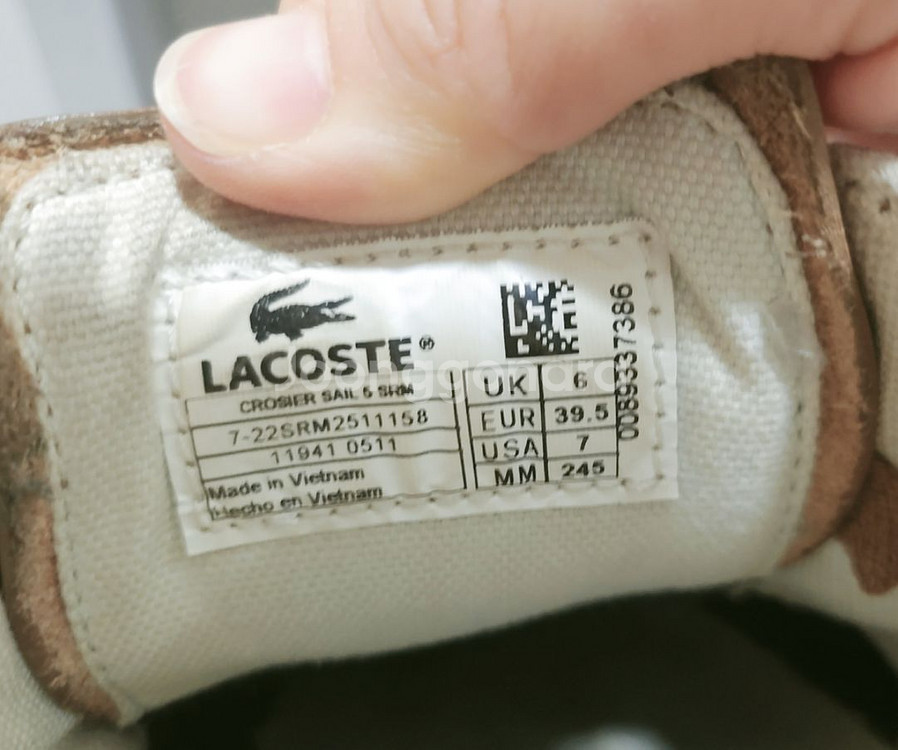 LACOSTE®
CROSIER SAIL 5 SRM
7-22SRM2511158
11941 0511
Made in Vietnam
Hecho en Vietnam
UK 6
EUR 39.5
USA 7
MM 245
0089337386